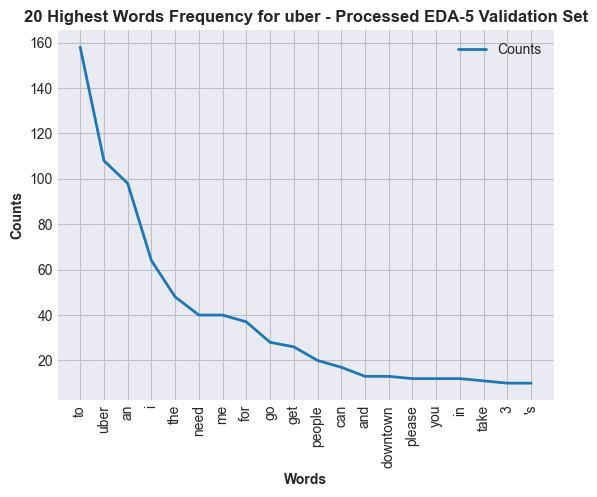 20 Highest Words Frequency for uber - Processed EDA-5 Validation Set
Counts
160
140
120
100
80
60
40
20
Counts
to
uber
an
i
the
need
me
for
go
get
people
can
and
downtown
please
you
in
take
3
's
Words